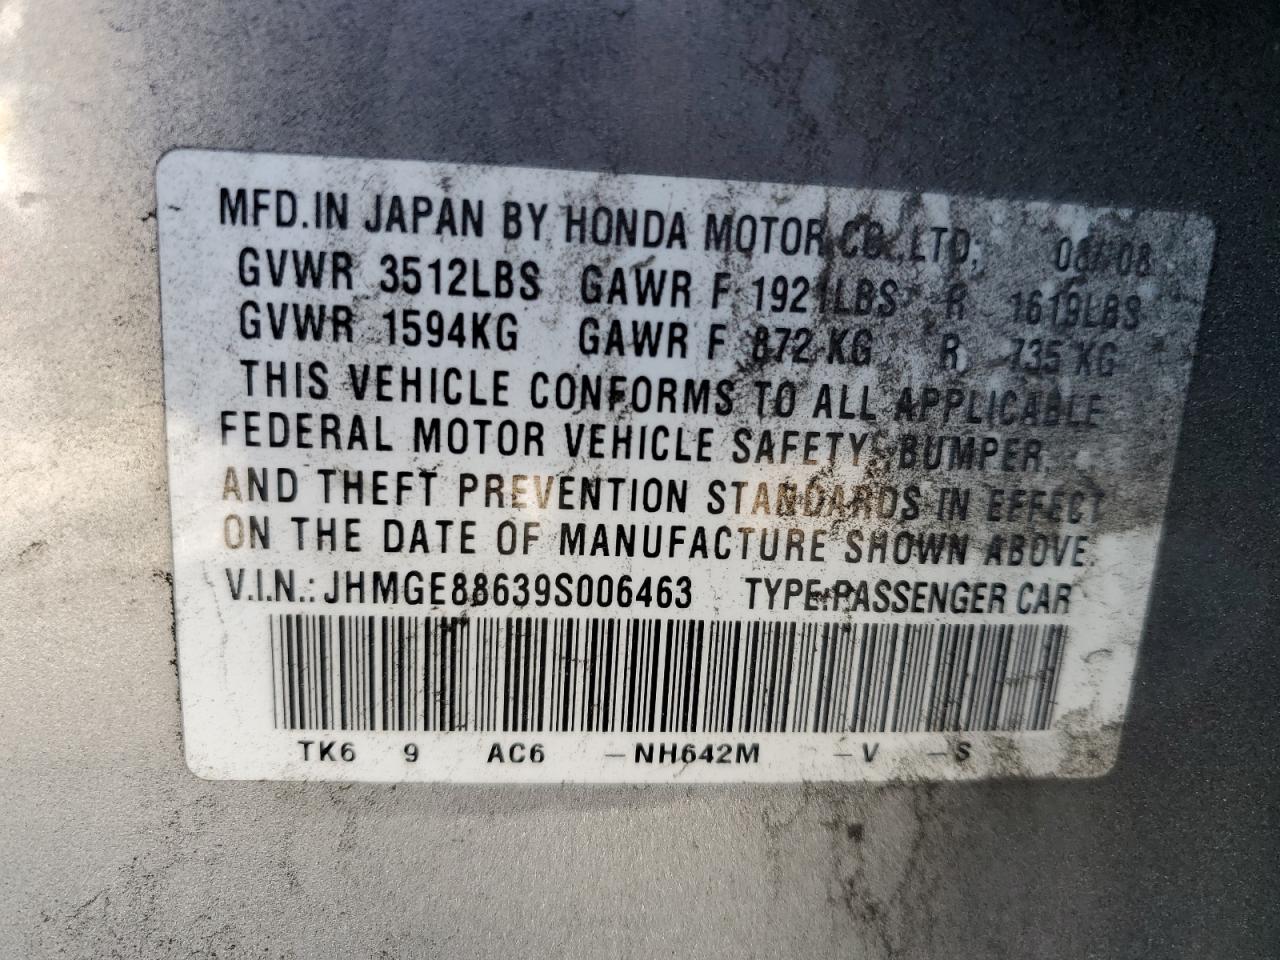 MFD.IN JAPAN BY HONDA MOTOR CO.,LTD; 08/08
GVWR 3512LBS GAWR F 1921LBS R 1619LBS
GVWR 1594KG GAWR F 872 KG R 735 KG
THIS VEHICLE CONFORMS TO ALL APPLICABLE
FEDERAL MOTOR VEHICLE SAFETY, BUMPER,
AND THEFT PREVENTION STANDARDS IN EFFECT
ON THE DATE OF MANUFACTURE SHOWN ABOVE.
V.I.N.: JHMGE88639S006463 TYPE:PASSENGER CAR
TK6 9 AC6 -NH642M -V -S